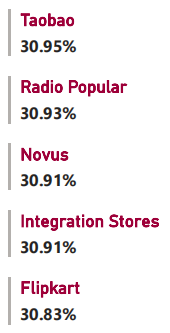 Taobao
30.95%
Radio Popular
30.93%
Novus
30.91%
Integration Stores
30.91%
Flipkart
30.83%